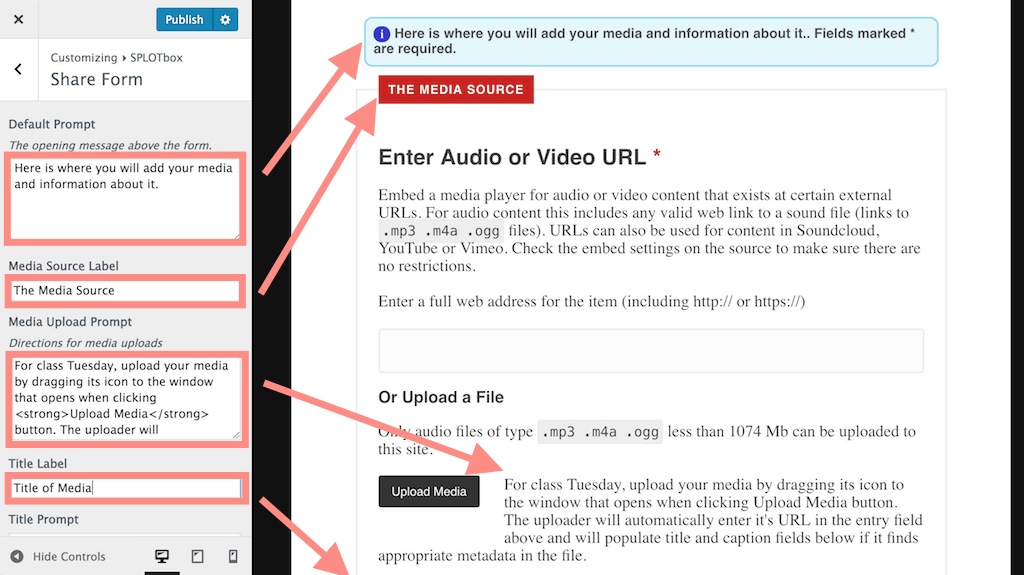 Publish
Customizing ▸ SPLOTbox
Share Form
Default Prompt
The opening message above the form.
Here is where you will add your media
and information about it.
Media Source Label
The Media Source
Media Upload Prompt
Directions for media uploads
For class Tuesday, upload your media
by dragging its icon to the window
that opens when clicking
<strong>Upload Media</strong>
button. The uploader will
Title Label
Title of Media
Title Prompt
Hide Controls
Here is where you will add your media and information about it.. Fields marked *
are required.
THE MEDIA SOURCE
Enter Audio or Video URL *
Embed a media player for audio or video content that exists at certain external
URLs. For audio content this includes any valid web link to a sound file (links to
.mp3 .m4a .ogg files). URLs can also be used for content in Soundcloud,
YouTube or Vimeo. Check the embed settings on the source to make sure there are
no restrictions.
Enter a full web address for the item (including http:// or https://)
Or Upload a File
Only audio files of type .mp3 .m4a .ogg less than 1074 Mb can be uploaded to
this site.
Upload Media
For class Tuesday, upload your media by dragging its icon to
the window that opens when clicking Upload Media button.
The uploader will automatically enter it's URL in the entry field
above and will populate title and caption fields below if it finds
appropriate metadata in the file.